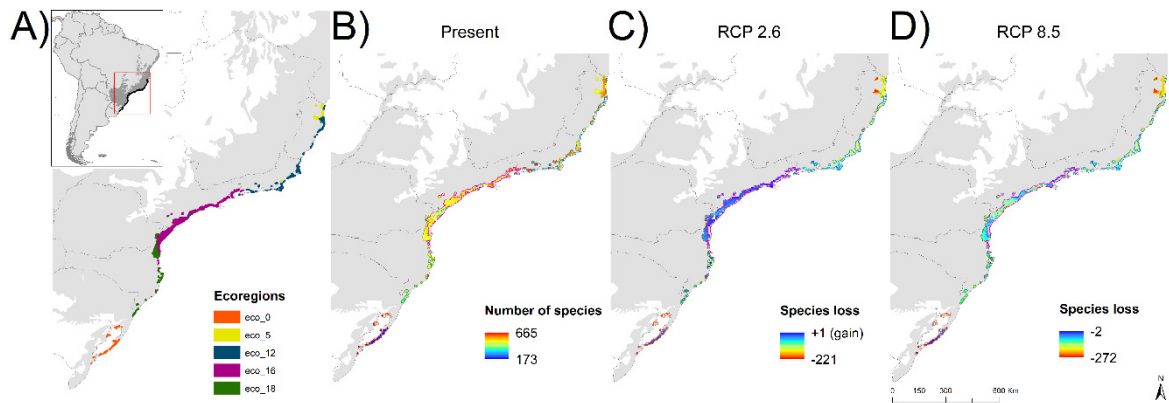 A)
B)
Present
C)
RCP 2.6
D)
RCP 8.5
Ecoregions
eco_0
eco_5
eco_12
eco_16
eco_18
Number of species
665
173
Species loss
+1 (gain)
-221
Species loss
-2
-272
0 150 300 600 Km
N